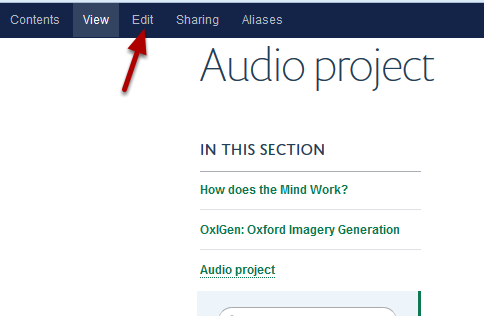 Contents View Edit Sharing Aliases
Audio project
IN THIS SECTION
How does the Mind Work?
OxIGen: Oxford Imagery Generation
Audio project